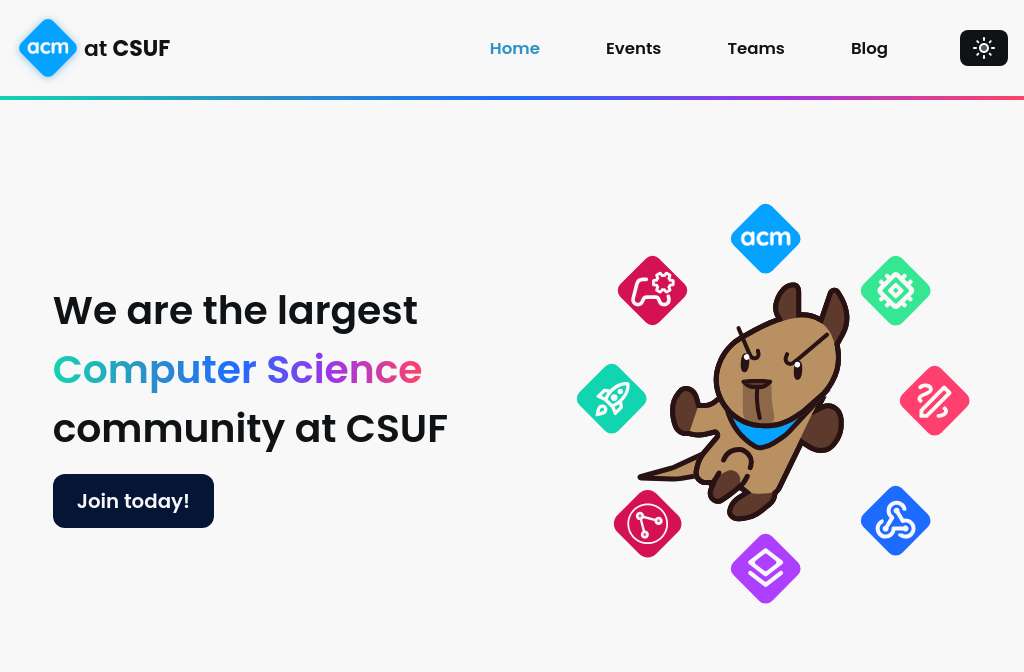 acm at CSUF
Home
Events
Teams
Blog
acm
We are the largest
Computer Science
community at CSUF
Join today!